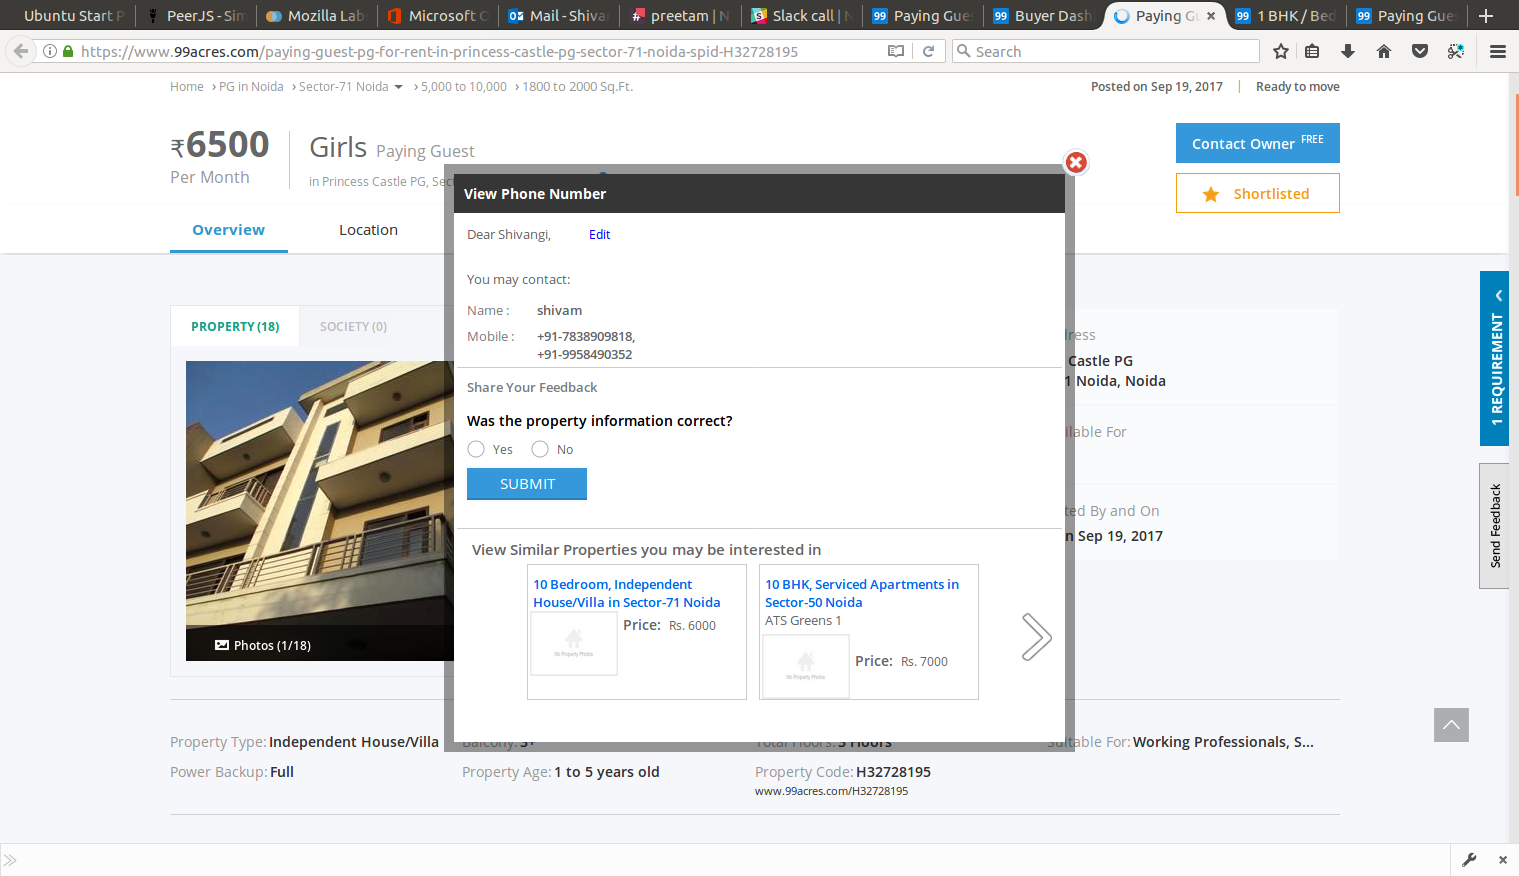 Ubuntu Start P
PeerJS - Sim
Mozilla Lab
Microsoft O
Mail - Shiva
preetam | N
Slack call | N
Paying Gue
Buyer Dash
Paying Gu
1 BHK / Bed
Paying Gue
https://www.99acres.com/paying-guest-pg-for-rent-in-princess-castle-pg-sector-71-noida-spid-H32728195
Search
Home › PG in Noida › Sector-71 Noida › 5,000 to 10,000 › 1800 to 2000 Sq.Ft.
Posted on Sep 19, 2017 | Ready to move
₹6500
Per Month
Girls Paying Guest
in Princess Castle PG, Sec
Contact Owner FREE
Shortlisted
Overview
Location
View Phone Number
Dear Shivangi, Edit
You may contact:
Name : shivam
Mobile : +91-7838909818,
+91-9958490352
Share Your Feedback
Was the property information correct?
Yes No
SUBMIT
View Similar Properties you may be interested in
10 Bedroom, Independent
House/Villa in Sector-71 Noida
Price: Rs. 6000
No Property Photos
10 BHK, Serviced Apartments in
Sector-50 Noida
ATS Greens 1
Price: Rs. 7000
No Property Photos
PROPERTY (18)
SOCIETY (0)
Photos (1/18)
dress
Castle PG
1 Noida, Noida
ilable For
ted By and On
n Sep 19, 2017
1 REQUIREMENT
Send Feedback
Property Type: Independent House/Villa
Balcony: 3+
Total Floors: 3 Floors
Suitable For: Working Professionals, S...
Power Backup: Full
Property Age: 1 to 5 years old
Property Code: H32728195
www.99acres.com/H32728195